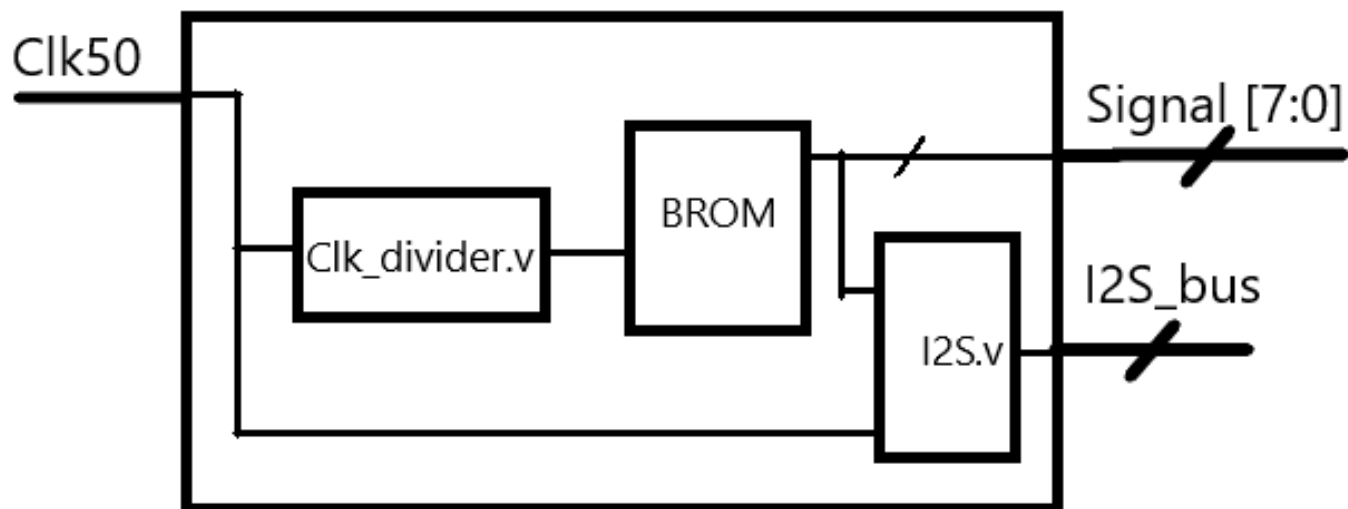 Clk50
Signal [7:0]
BROM
Clk_divider.v
I2S_bus
I2S.v